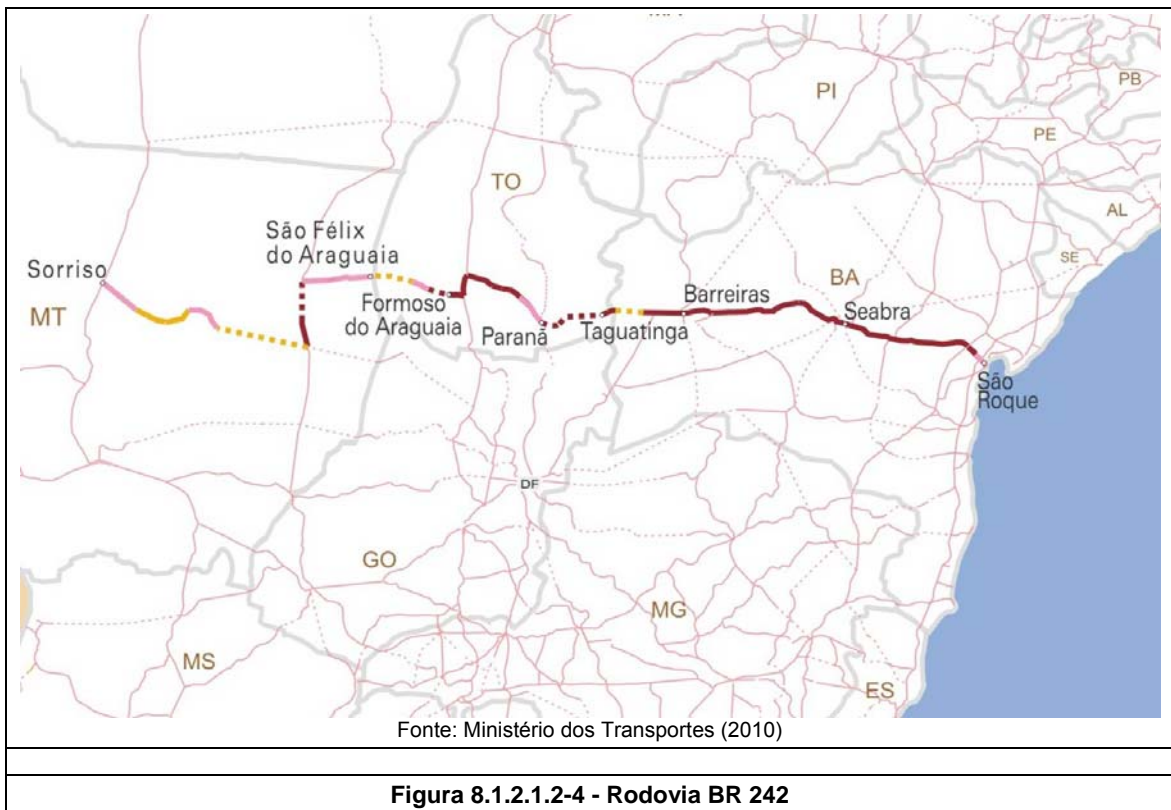 PI
PB
PE
TO
AL
São Félix
do Araguaia
SE
Sorriso
BA
Barreiras
MT
Formoso
do Araguaia
Seabra
Paranã
Taguatinga
São
Roque
DF
GO
MG
MS
ES
Fonte: Ministério dos Transportes (2010)
Figura 8.1.2.1.2-4 - Rodovia BR 242